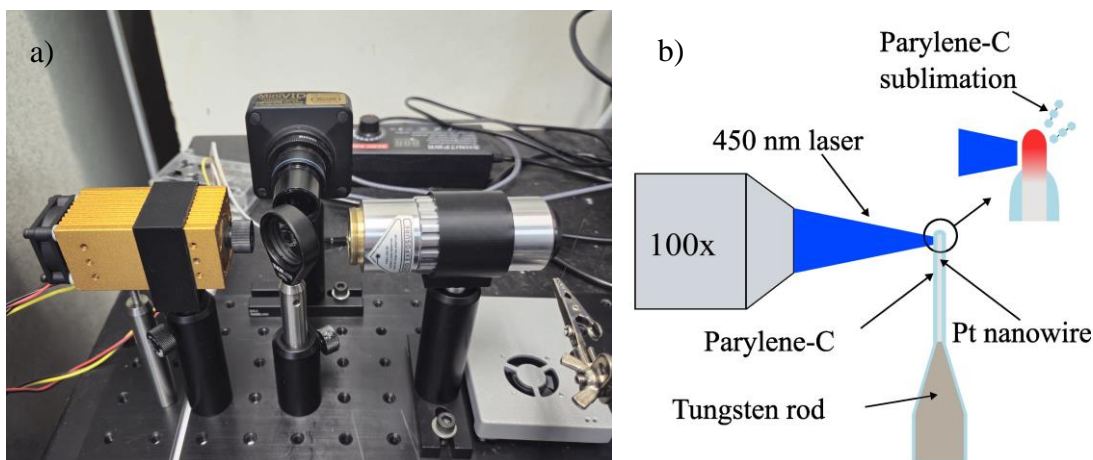 a)
b)
Parylene-C
sublimation
450 nm laser
100x
Parylene-C
Pt nanowire
Tungsten rod